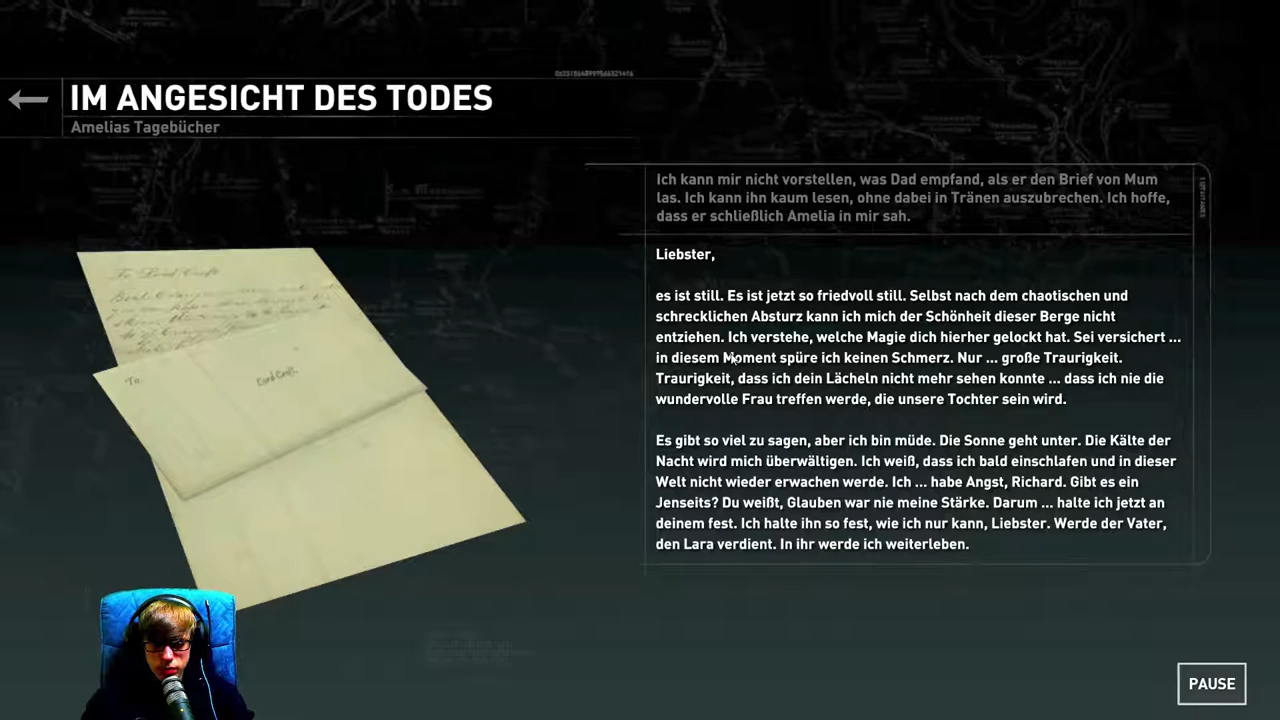 IM ANGESICHT DES TODES
Amelias Tagebücher
Ich kann mir nicht vorstellen, was Dad empfand, als er den Brief von Mum
las. Ich kann ihn kaum lesen, ohne dabei in Tränen auszubrechen. Ich hoffe,
dass er schließlich Amelia in mir sah.
Liebster,
es ist still. Es ist jetzt so friedvoll still. Selbst nach dem chaotischen und
schrecklichen Absturz kann ich mich der Schönheit dieser Berge nicht
entziehen. Ich verstehe, welche Magie dich hierher gelockt hat. Sei versichert ...
in diesem Moment spüre ich keinen Schmerz. Nur ... große Traurigkeit.
Traurigkeit, dass ich dein Lächeln nicht mehr sehen konnte ... dass ich nie die
wundervolle Frau treffen werde, die unsere Tochter sein wird.
Es gibt so viel zu sagen, aber ich bin müde. Die Sonne geht unter. Die Kälte der
Nacht wird mich überwältigen. Ich weiß, dass ich bald einschlafen und in dieser
Welt nicht wieder erwachen werde. Ich ... habe Angst, Richard. Gibt es ein
Jenseits? Du weißt, Glauben war nie meine Stärke. Darum ... halte ich jetzt an
deinem fest. Ich halte ihn so fest, wie ich nur kann, Liebster. Werde der Vater,
den Lara verdient. In ihr werde ich weiterleben.
To Lord Croft
To
Lord Croft
PAUSE